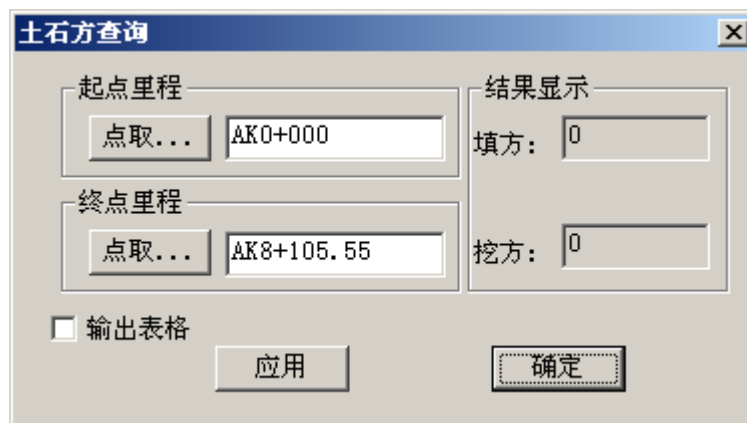 土石方查询
起点里程
点取... AK0+000
终点里程
点取... AK8+105.55
结果显示
填方： 0
挖方： 0
输出表格
应用
确定